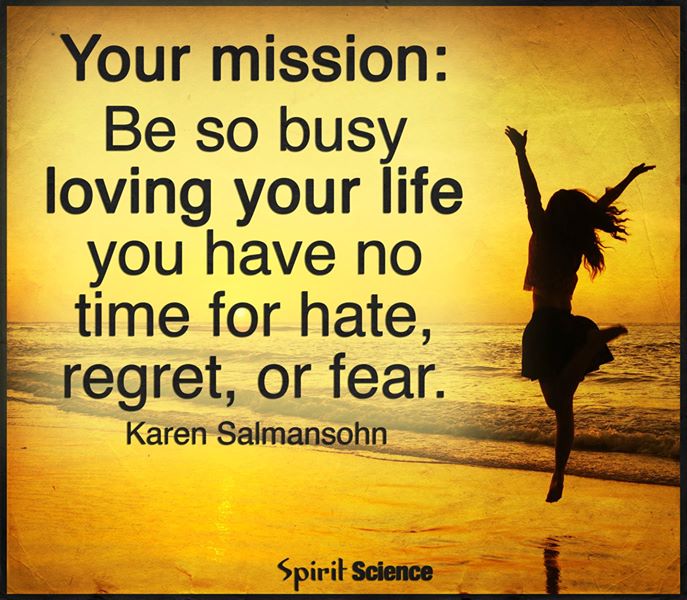 Your mission:
Be so busy
loving your life
you have no
time for hate,
regret, or fear.
Karen Salmansohn
Spirit Science